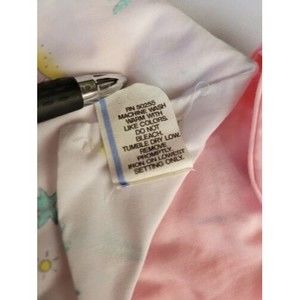 RN 50255
MACHINE WASH
WARM WITH
LIKE COLORS.
DO NOT
BLEACH.
TUMBLE DRY LOW.
REMOVE
PROMPTLY.
IRON ON LOWEST
SETTING ONLY.